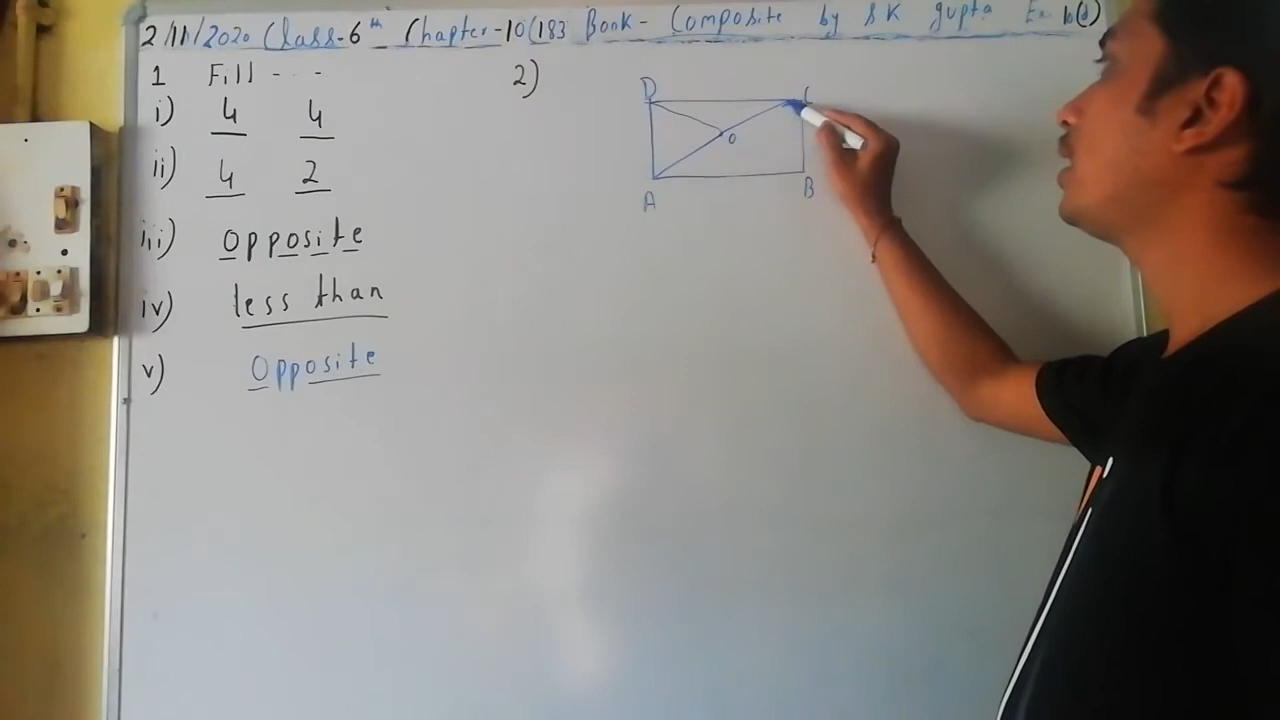 2/11/2020 Class-6th Chapter-10(183 Book- Composite by SK gupta Ex 10(d)
1 Fill - - -
i) 4 4
ii) 4 2
iii) Opposite
iv) less than
v) Opposite
2)
D C
O
A B